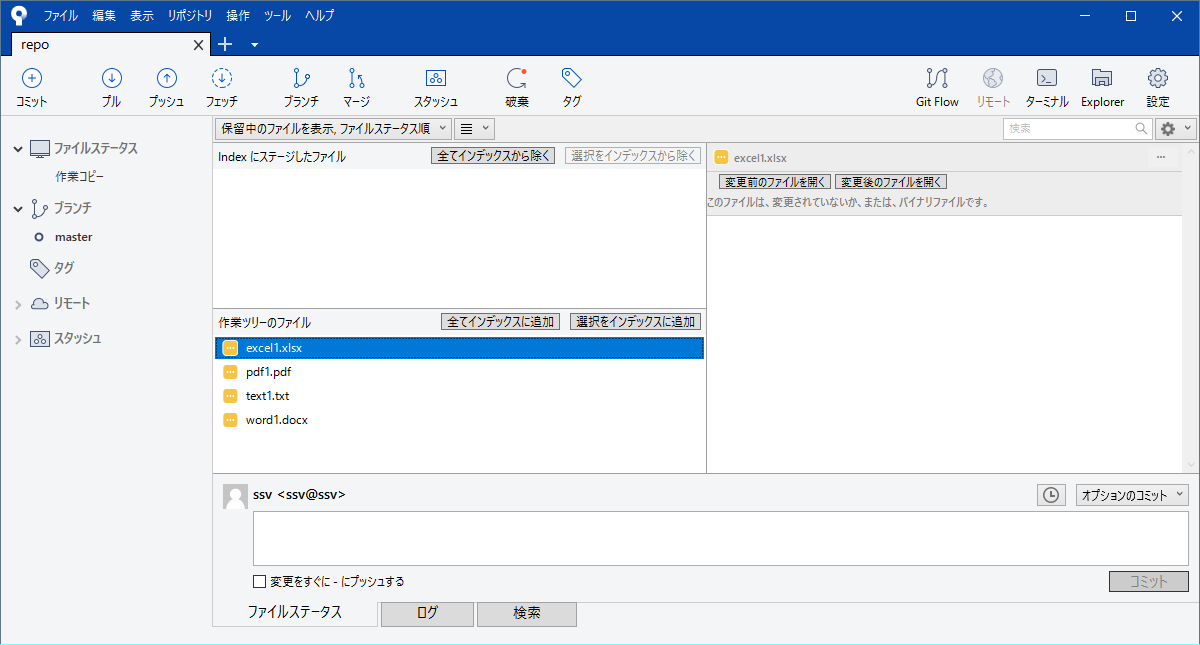 ファイル 編集 表示 リポジトリ 操作 ツール ヘルプ
repo
コミット プル プッシュ フェッチ ブランチ マージ スタッシュ 破棄 タグ Git Flow リモート ターミナル Explorer 設定
保留中のファイルを表示, ファイルステータス順
検索
ファイルステータス
作業コピー
ブランチ
master
タグ
リモート
スタッシュ
Index にステージしたファイル 全てインデックスから除く 選択をインデックスから除く
作業ツリーのファイル 全てインデックスに追加 選択をインデックスに追加
excel1.xlsx
pdf1.pdf
text1.txt
word1.docx
excel1.xlsx
変更前のファイルを開く 変更後のファイルを開く
このファイルは、変更されていないか、または、バイナリファイルです。
ssv <ssv@ssv>
オプションのコミット
変更をすぐに - にプッシュする
コミット
ファイルステータス ログ 検索